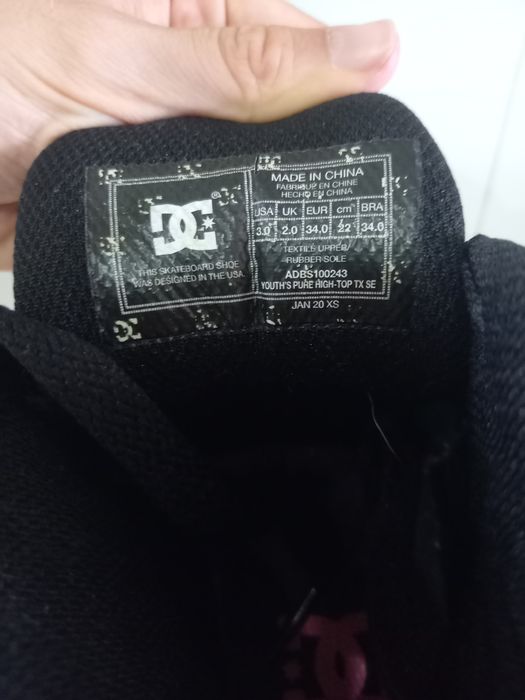 DC
®
THIS SKATEBOARD SHOE
WAS DESIGNED IN THE USA.
MADE IN CHINA
FABRIQUÉ EN CHINE
HECHO EN CHINA
USA UK EUR cm BRA
3.0 2.0 34.0 22 34.0
TEXTILE UPPER
RUBBER SOLE
ADBS100243
YOUTH'S PURE HIGH-TOP TX SE
JAN 20 XS